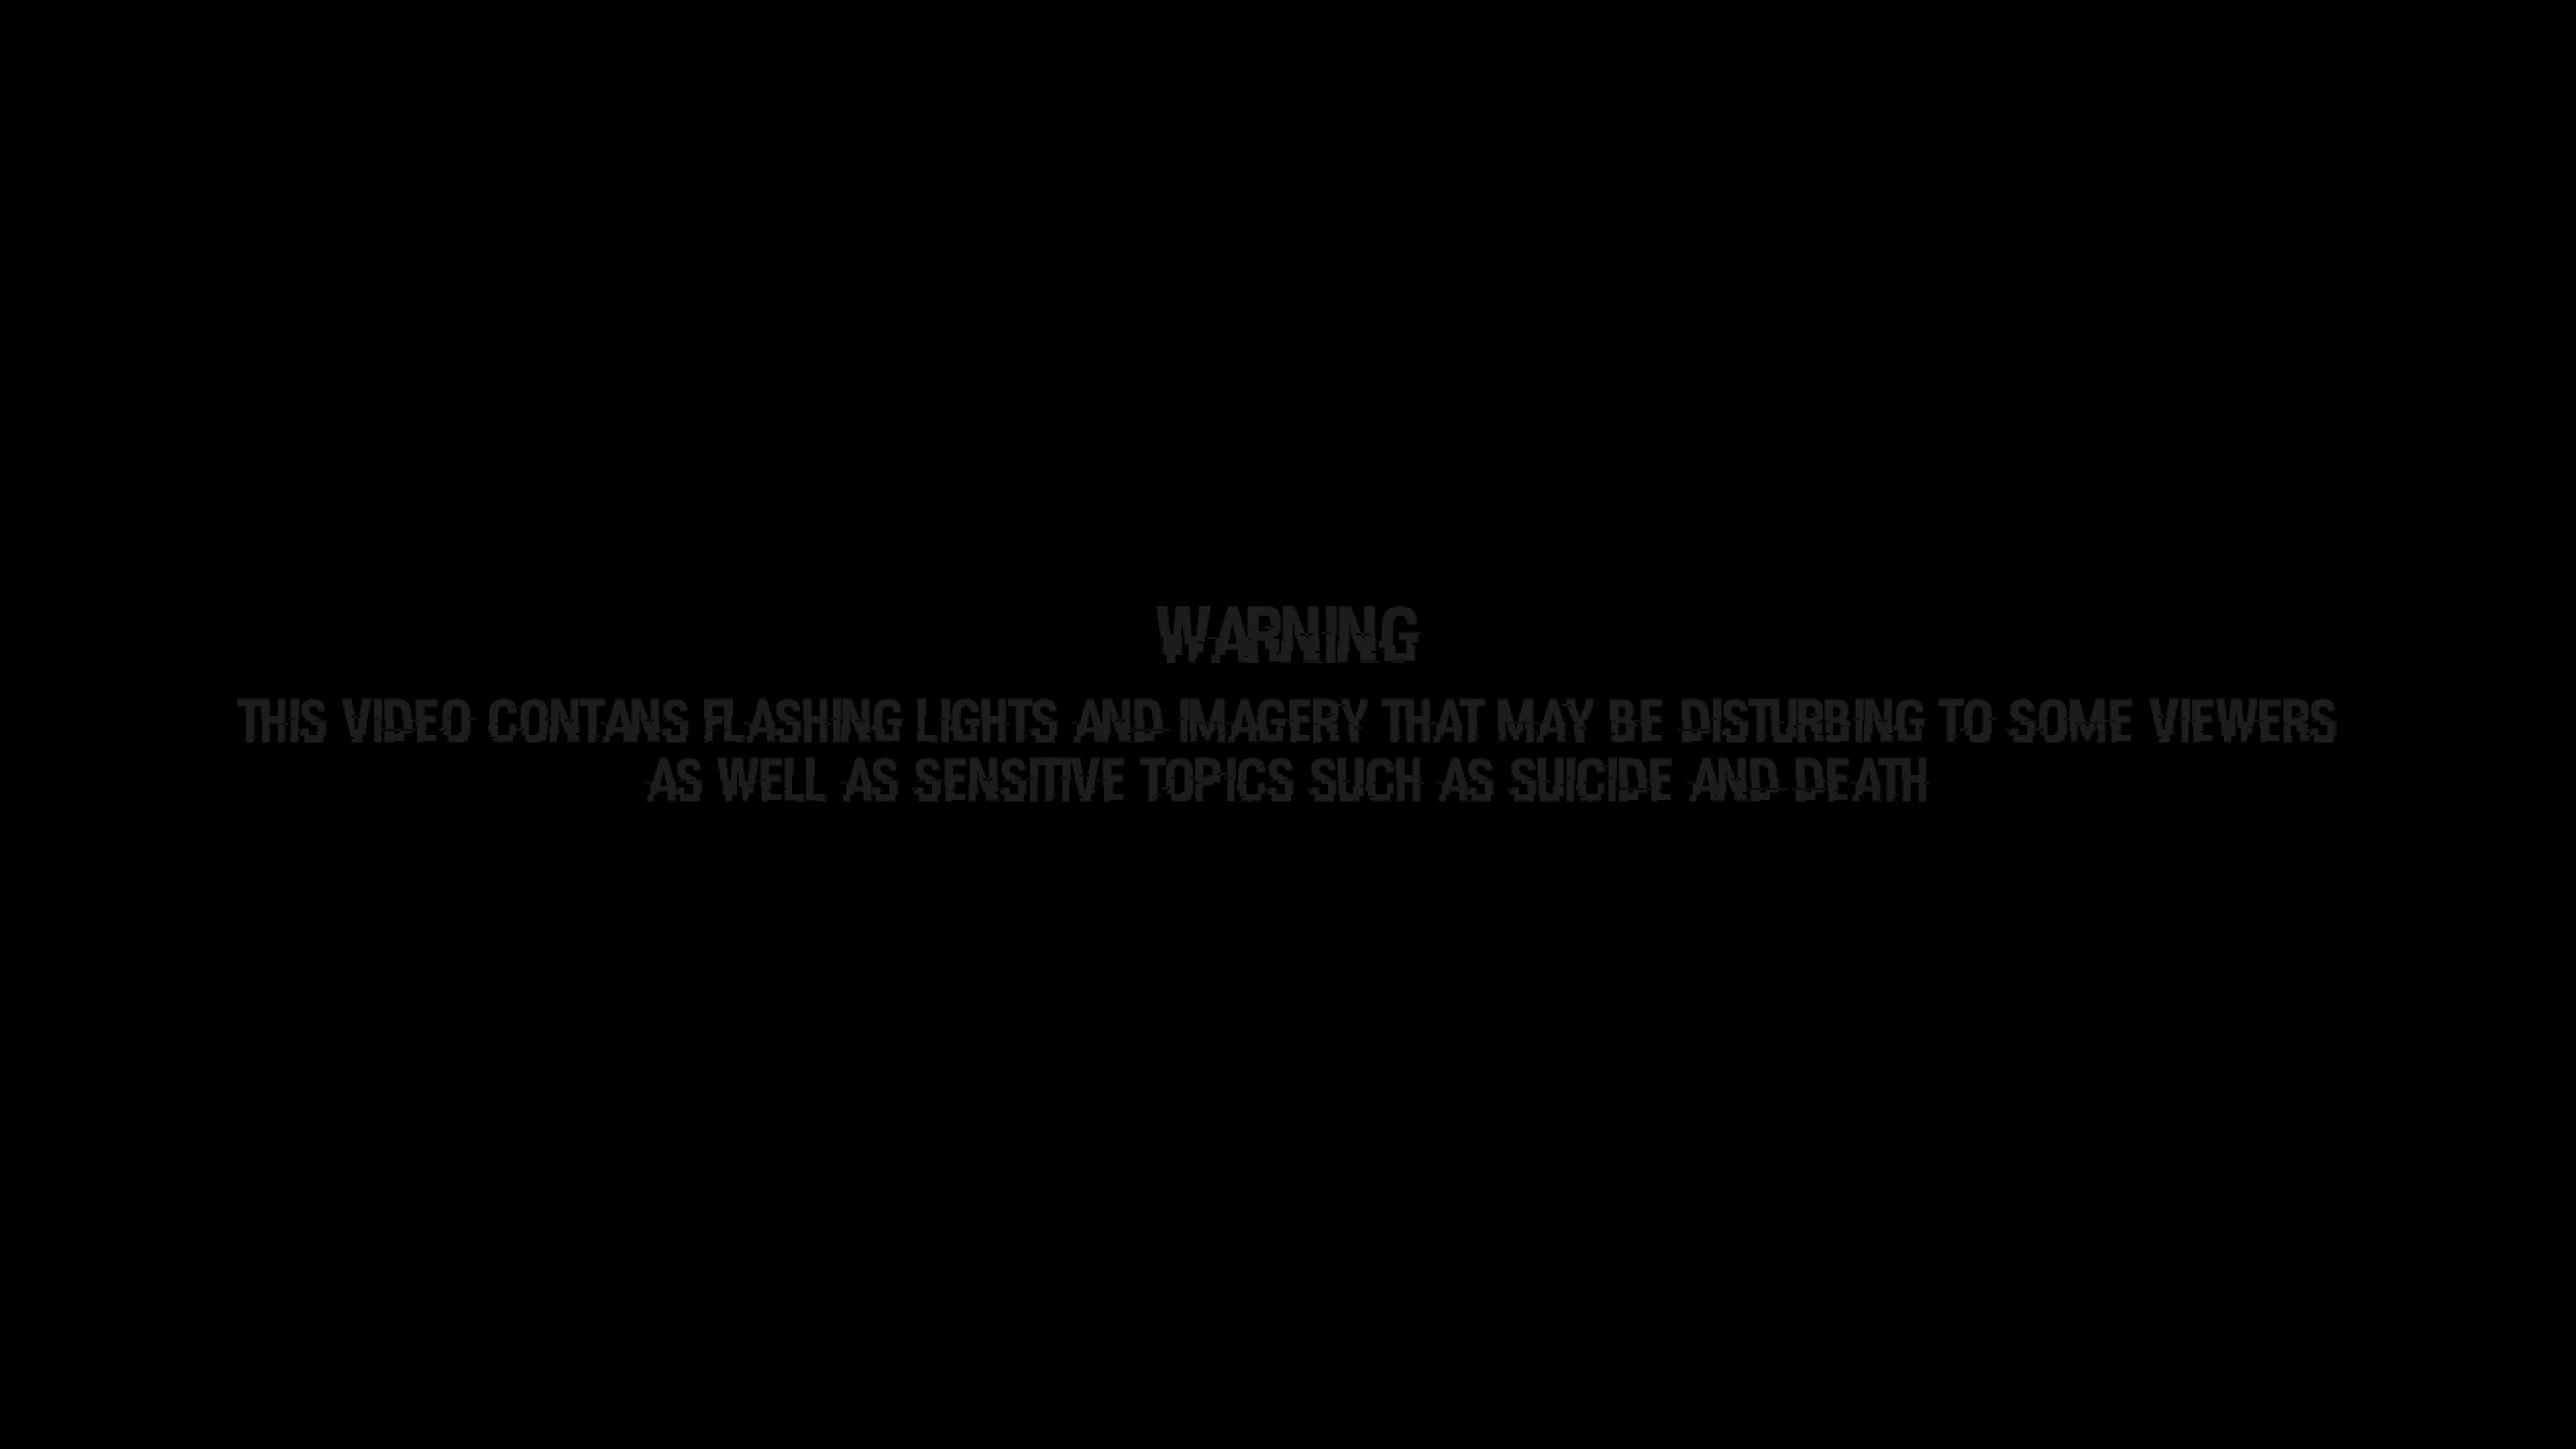 WARNING
THIS VIDEO CONTANS FLASHING LIGHTS AND IMAGERY THAT MAY BE DISTURBING TO SOME VIEWERS
AS WELL AS SENSITIVE TOPICS SUCH AS SUICIDE AND DEATH